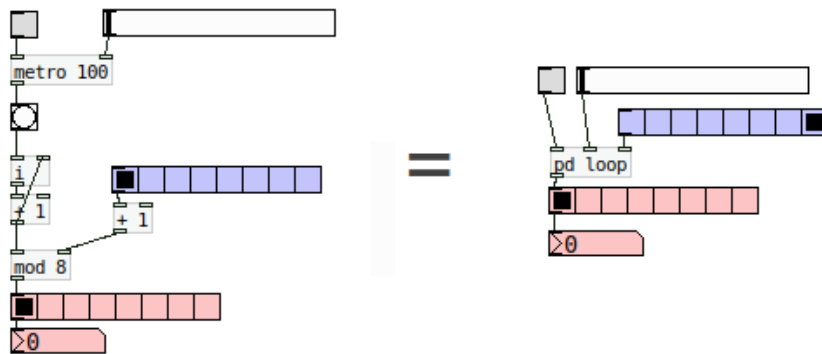 metro 100
i
+ 1
+ 1
mod 8
0
=
pd loop
0